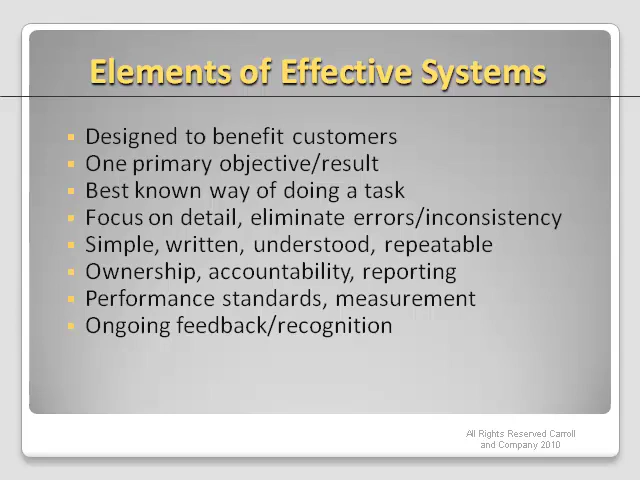 Elements of Effective Systems
Designed to benefit customers
One primary objective/result
Best known way of doing a task
Focus on detail, eliminate errors/inconsistency
Simple, written, understood, repeatable
Ownership, accountability, reporting
Performance standards, measurement
Ongoing feedback/recognition
All Rights Reserved Carroll
and Company 2010